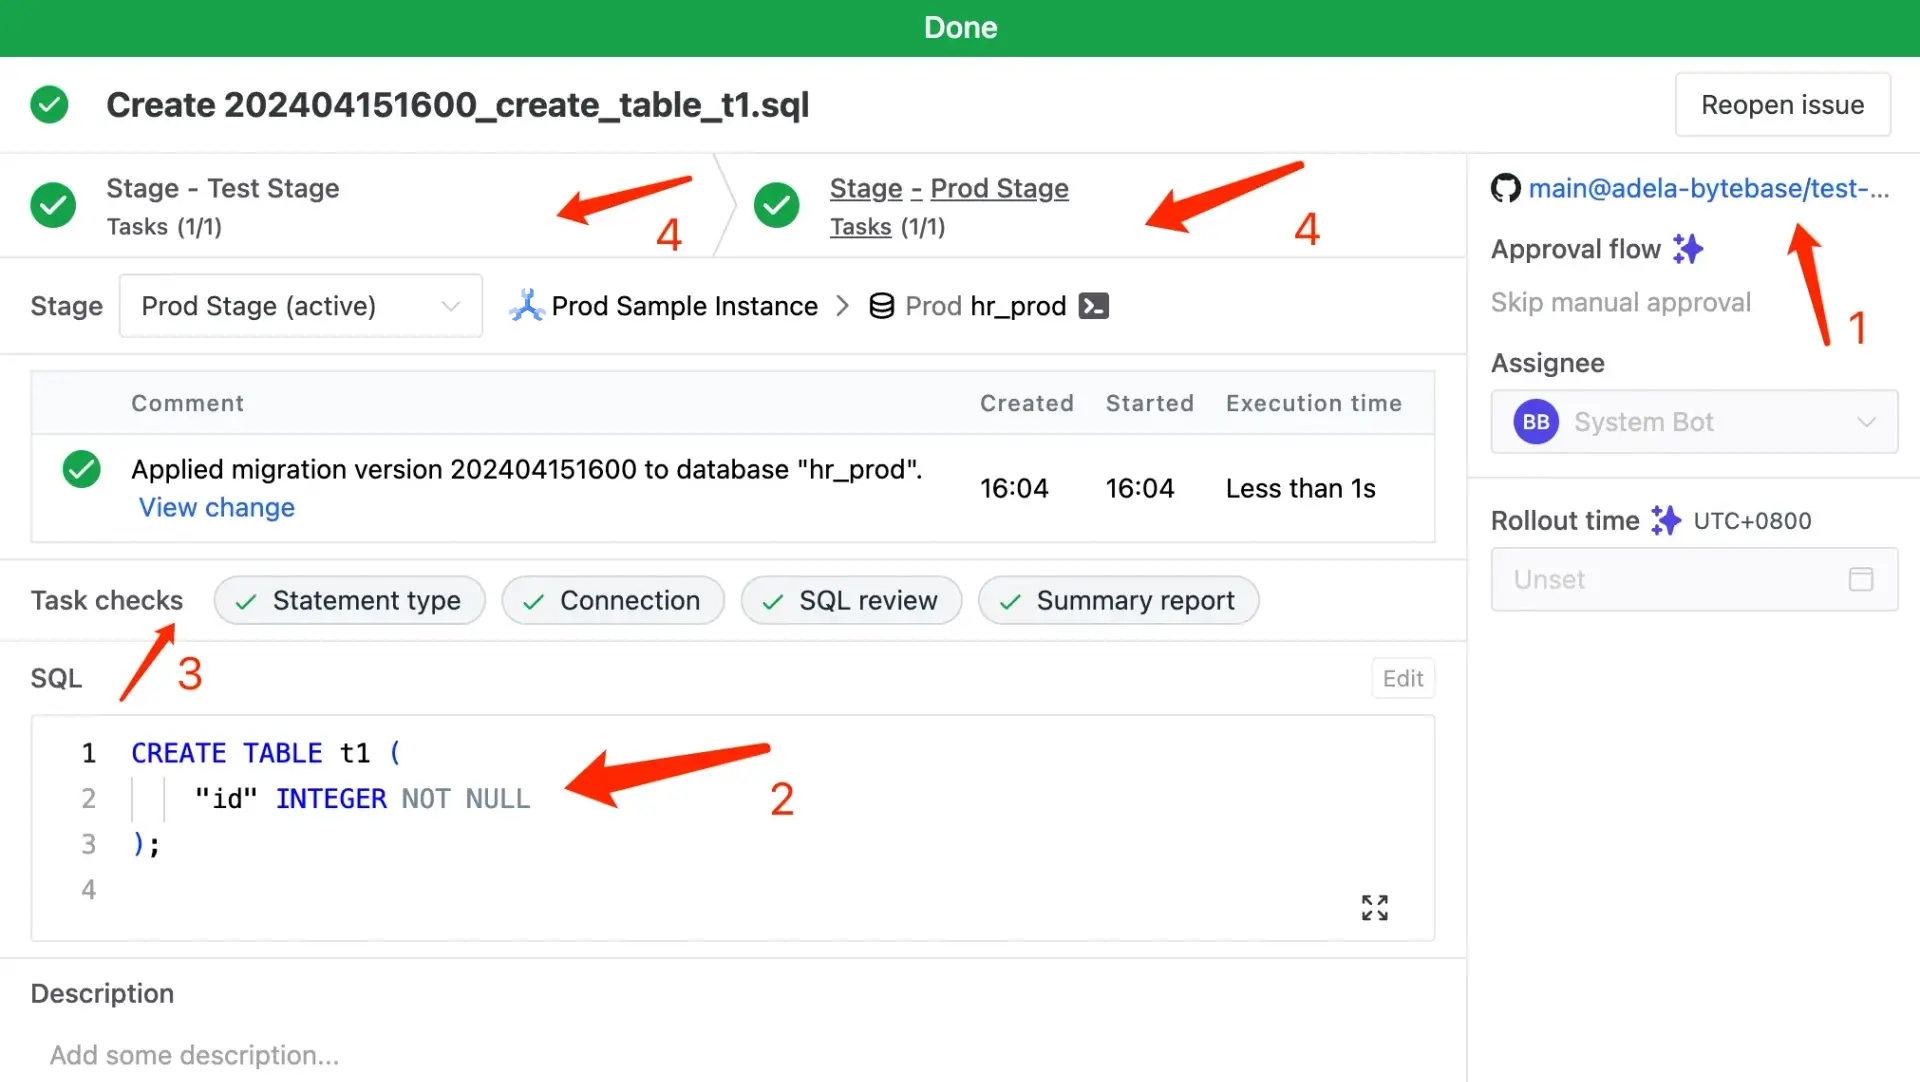 Done
Create 202404151600_create_table_t1.sql
Reopen issue
Stage - Test Stage
Tasks (1/1)
4
Stage - Prod Stage
Tasks (1/1)
4
main@adela-bytebase/test-...
Approval flow
Skip manual approval
1
Assignee
BB System Bot
Rollout time UTC+0800
Unset
Stage Prod Stage (active) Prod Sample Instance > Prod hr_prod
Comment Created Started Execution time
Applied migration version 202404151600 to database "hr_prod". 16:04 16:04 Less than 1s
View change
Task checks Statement type Connection SQL review Summary report
3
SQL
Edit
1 CREATE TABLE t1 (
2 "id" INTEGER NOT NULL
3 );
4
2
Description
Add some description...